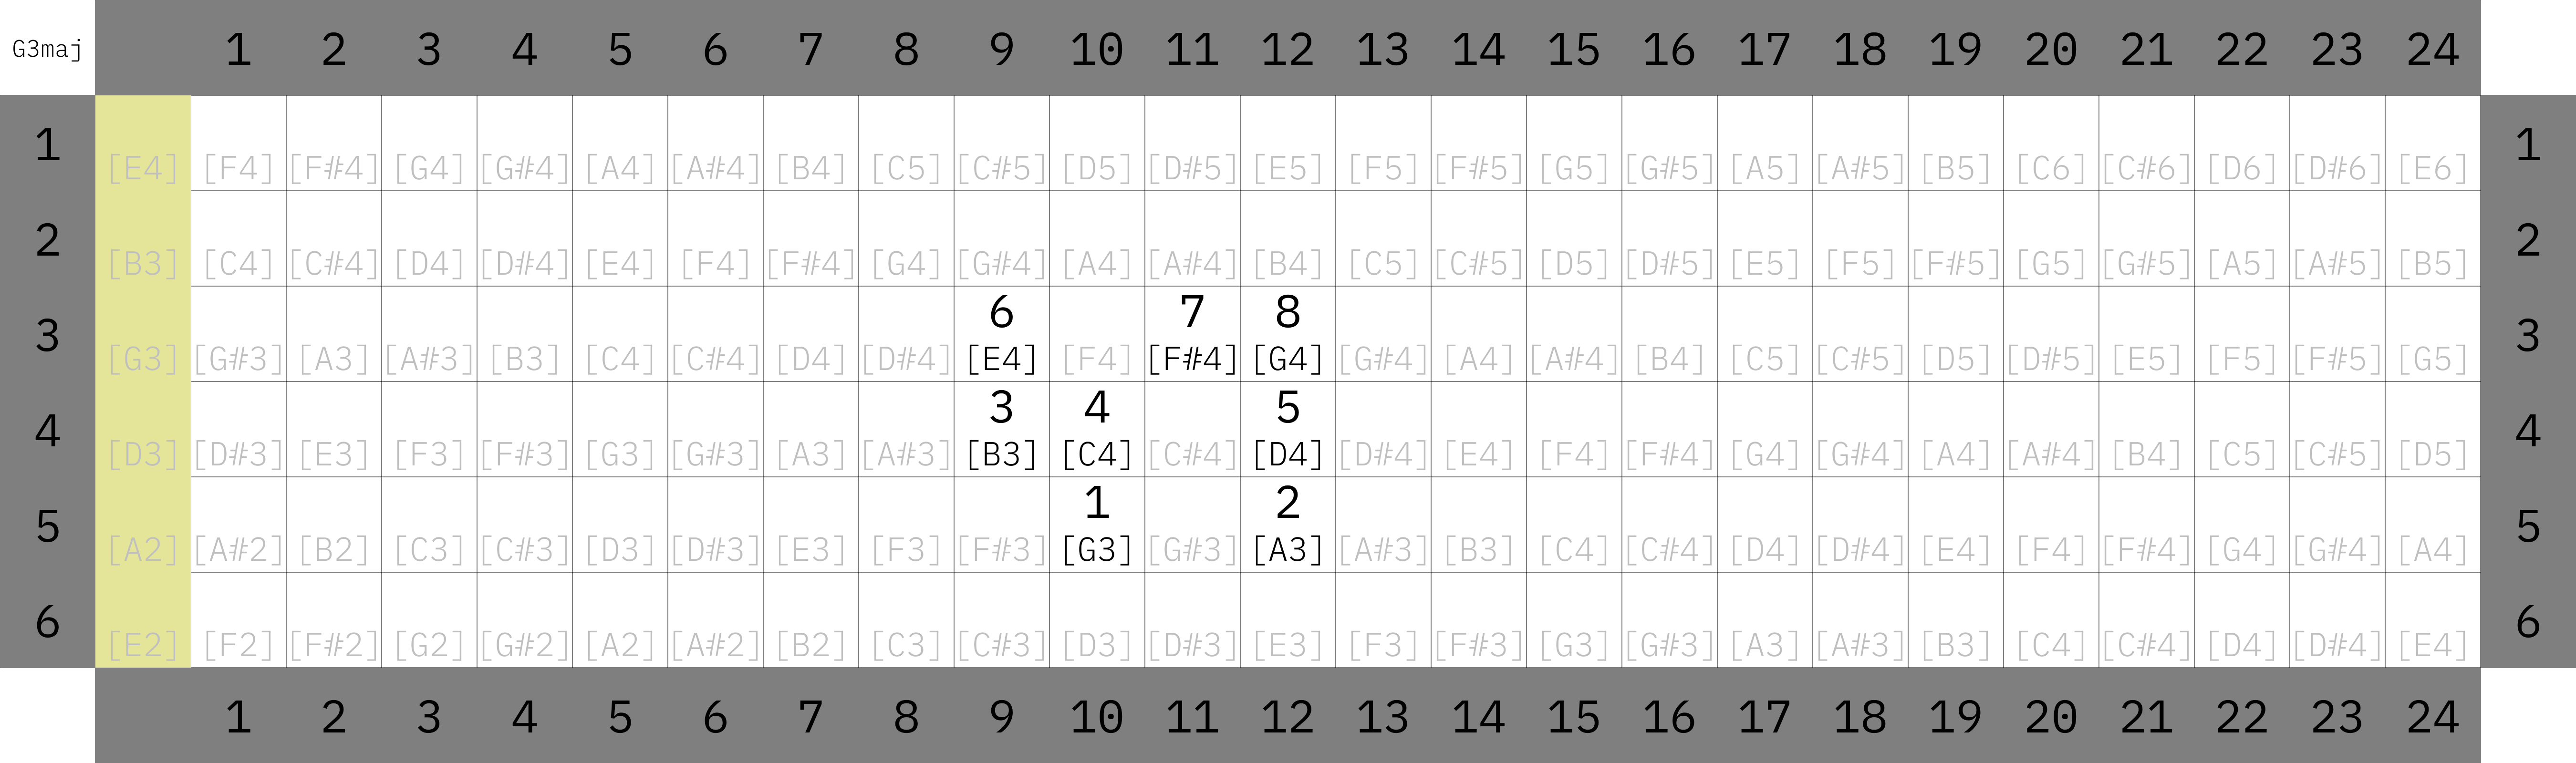 G3maj 1 2 3 4 5 6 7 8 9 10 11 12 13 14 15 16 17 18 19 20 21 22 23 24
1 [E4] [F4] [F#4] [G4] [G#4] [A4] [A#4] [B4] [C5] [C#5] [D5] [D#5] [E5] [F5] [F#5] [G5] [G#5] [A5] [A#5] [B5] [C6] [C#6] [D6] [D#6] [E6] 1
2 [B3] [C4] [C#4] [D4] [D#4] [E4] [F4] [F#4] [G4] [G#4] [A4] [A#4] [B4] [C5] [C#5] [D5] [D#5] [E5] [F5] [F#5] [G5] [G#5] [A5] [A#5] [B5] 2
6 7 8
3 [G3] [G#3] [A3] [A#3] [B3] [C4] [C#4] [D4] [D#4] [E4] [F4] [F#4] [G4] [G#4] [A4] [A#4] [B4] [C5] [C#5] [D5] [D#5] [E5] [F5] [F#5] [G5] 3
3 4 5
4 [D3] [D#3] [E3] [F3] [F#3] [G3] [G#3] [A3] [A#3] [B3] [C4] [C#4] [D4] [D#4] [E4] [F4] [F#4] [G4] [G#4] [A4] [A#4] [B4] [C5] [C#5] [D5] 4
1 2
5 [A2] [A#2] [B2] [C3] [C#3] [D3] [D#3] [E3] [F3] [F#3] [G3] [G#3] [A3] [A#3] [B3] [C4] [C#4] [D4] [D#4] [E4] [F4] [F#4] [G4] [G#4] [A4] 5
6 [E2] [F2] [F#2] [G2] [G#2] [A2] [A#2] [B2] [C3] [C#3] [D3] [D#3] [E3] [F3] [F#3] [G3] [G#3] [A3] [A#3] [B3] [C4] [C#4] [D4] [D#4] [E4] 6
1 2 3 4 5 6 7 8 9 10 11 12 13 14 15 16 17 18 19 20 21 22 23 24